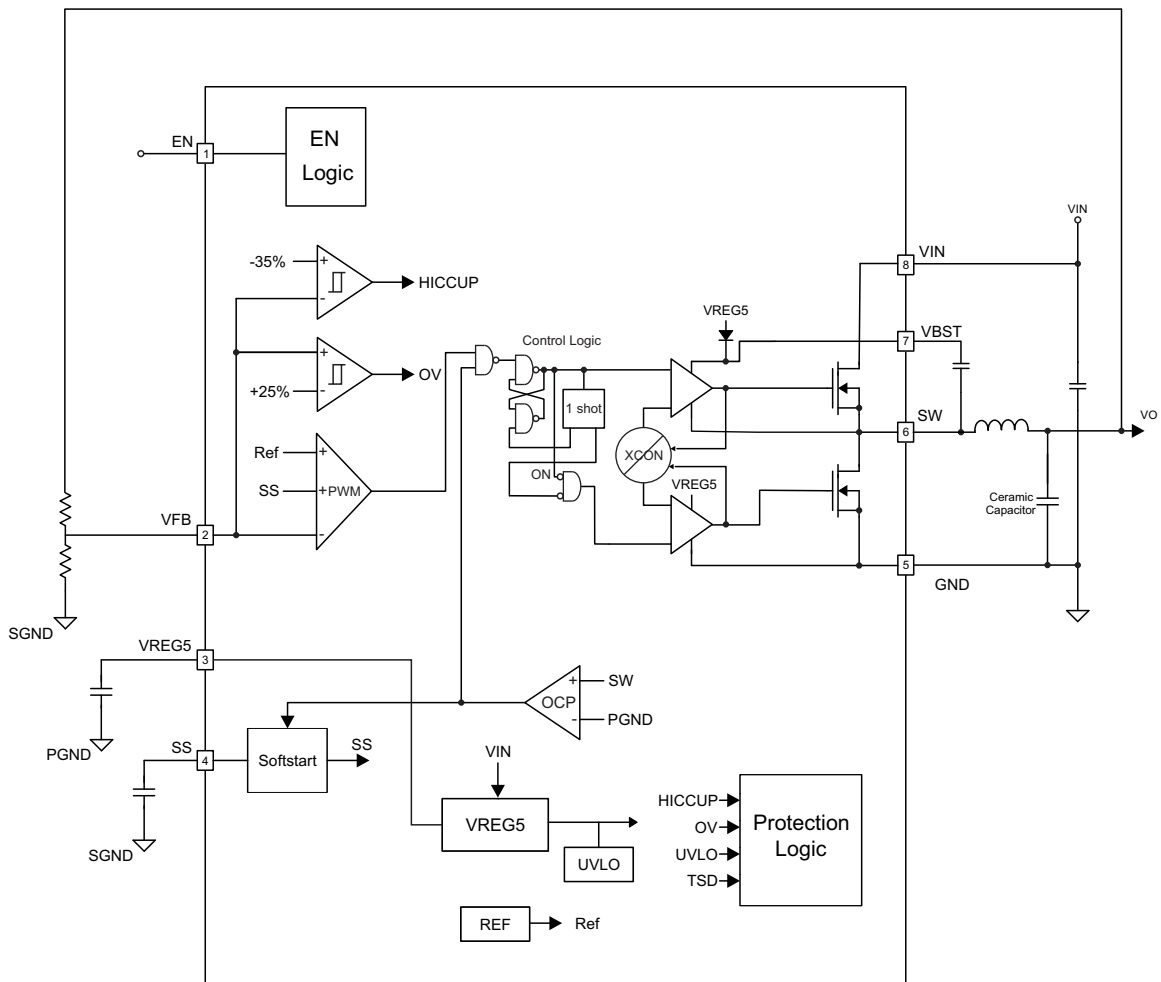 EN
1
EN
Logic
VIN
-35%
+
-
HICCUP
8
VIN
VREG5
7
VBST
Control Logic
+
-
+25%
OV
1 shot
SW
6
VO
Ref
+
SS
+
PWM
-
XCON
ON
VREG5
Ceramic
Capacitor
VFB
2
5
GND
SGND
VREG5
3
SW
+
OCP
-
PGND
PGND
SS
4
Softstart
SS
VIN
SGND
VREG5
UVLO
HICCUP
OV
UVLO
TSD
Protection
Logic
REF
Ref